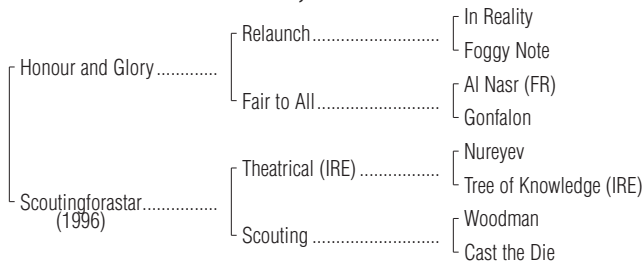 In Reality
Relaunch................................
Foggy Note
Honour and Glory ..............
Al Nasr (FR)
Fair to All................................
Gonfalon
Nureyev
Theatrical (IRE) .....................
Tree of Knowledge (IRE)
Scoutingforastar.................
(1996)
Woodman
Scouting .................................
Cast the Die